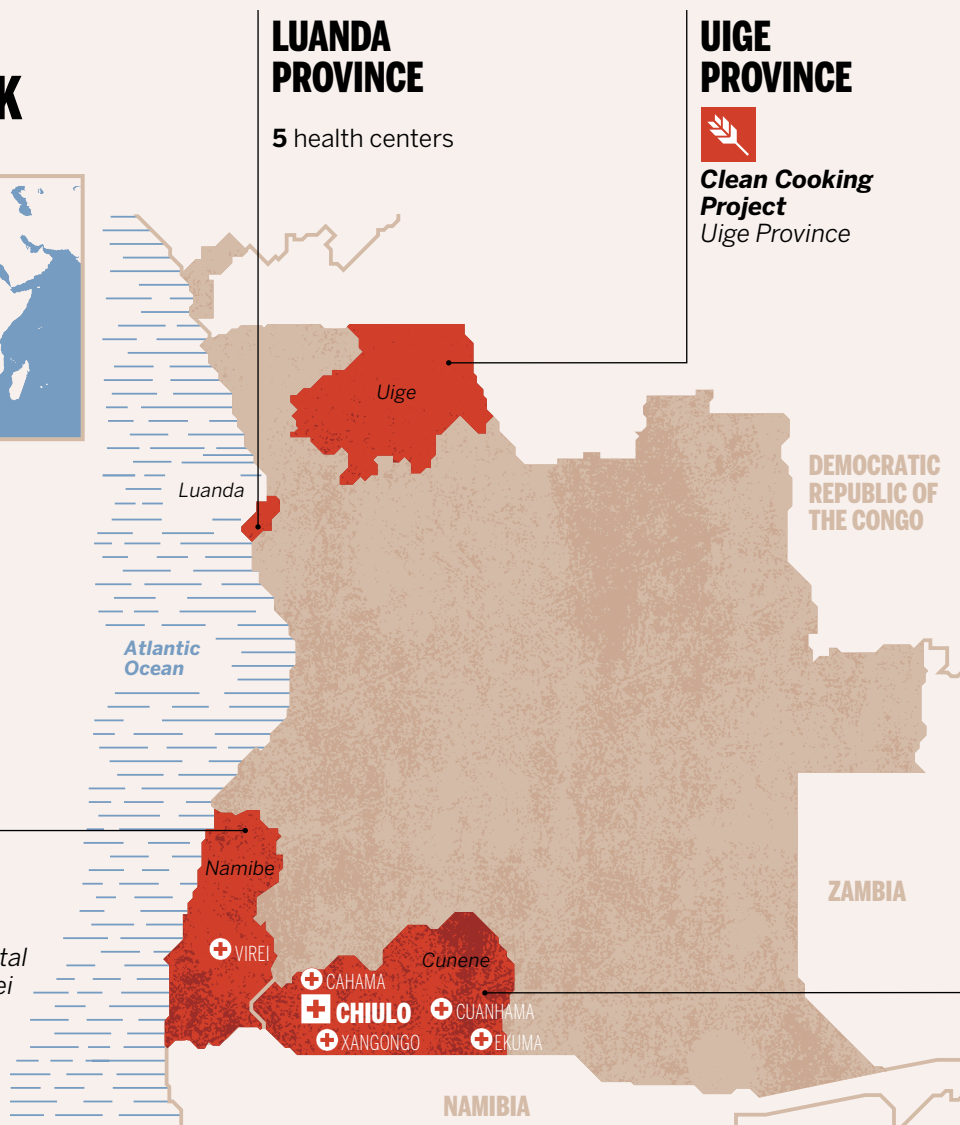 K
LUANDA
PROVINCE
5 health centers
UIGE
PROVINCE
Clean Cooking
Project
Uige Province
Uige
Luanda
DEMOCRATIC
REPUBLIC OF
THE CONGO
Atlantic
Ocean
Namibe
ZAMBIA
VIREI
Cunene
tal
ei
CAHAMA
CHIULO
CUANHAMA
XANGONGO
EKUMA
NAMIBIA